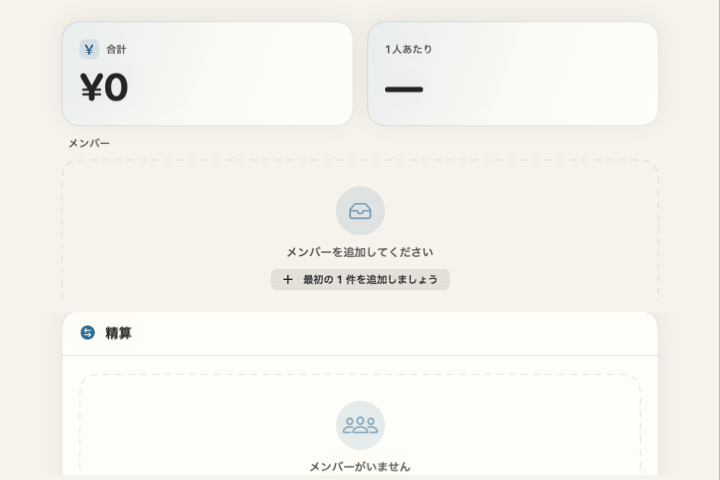 ¥ 合計
¥0
1人あたり
—
メンバー
メンバーを追加してください
+ 最初の 1 件を追加しましょう
精算
メンバーがいません